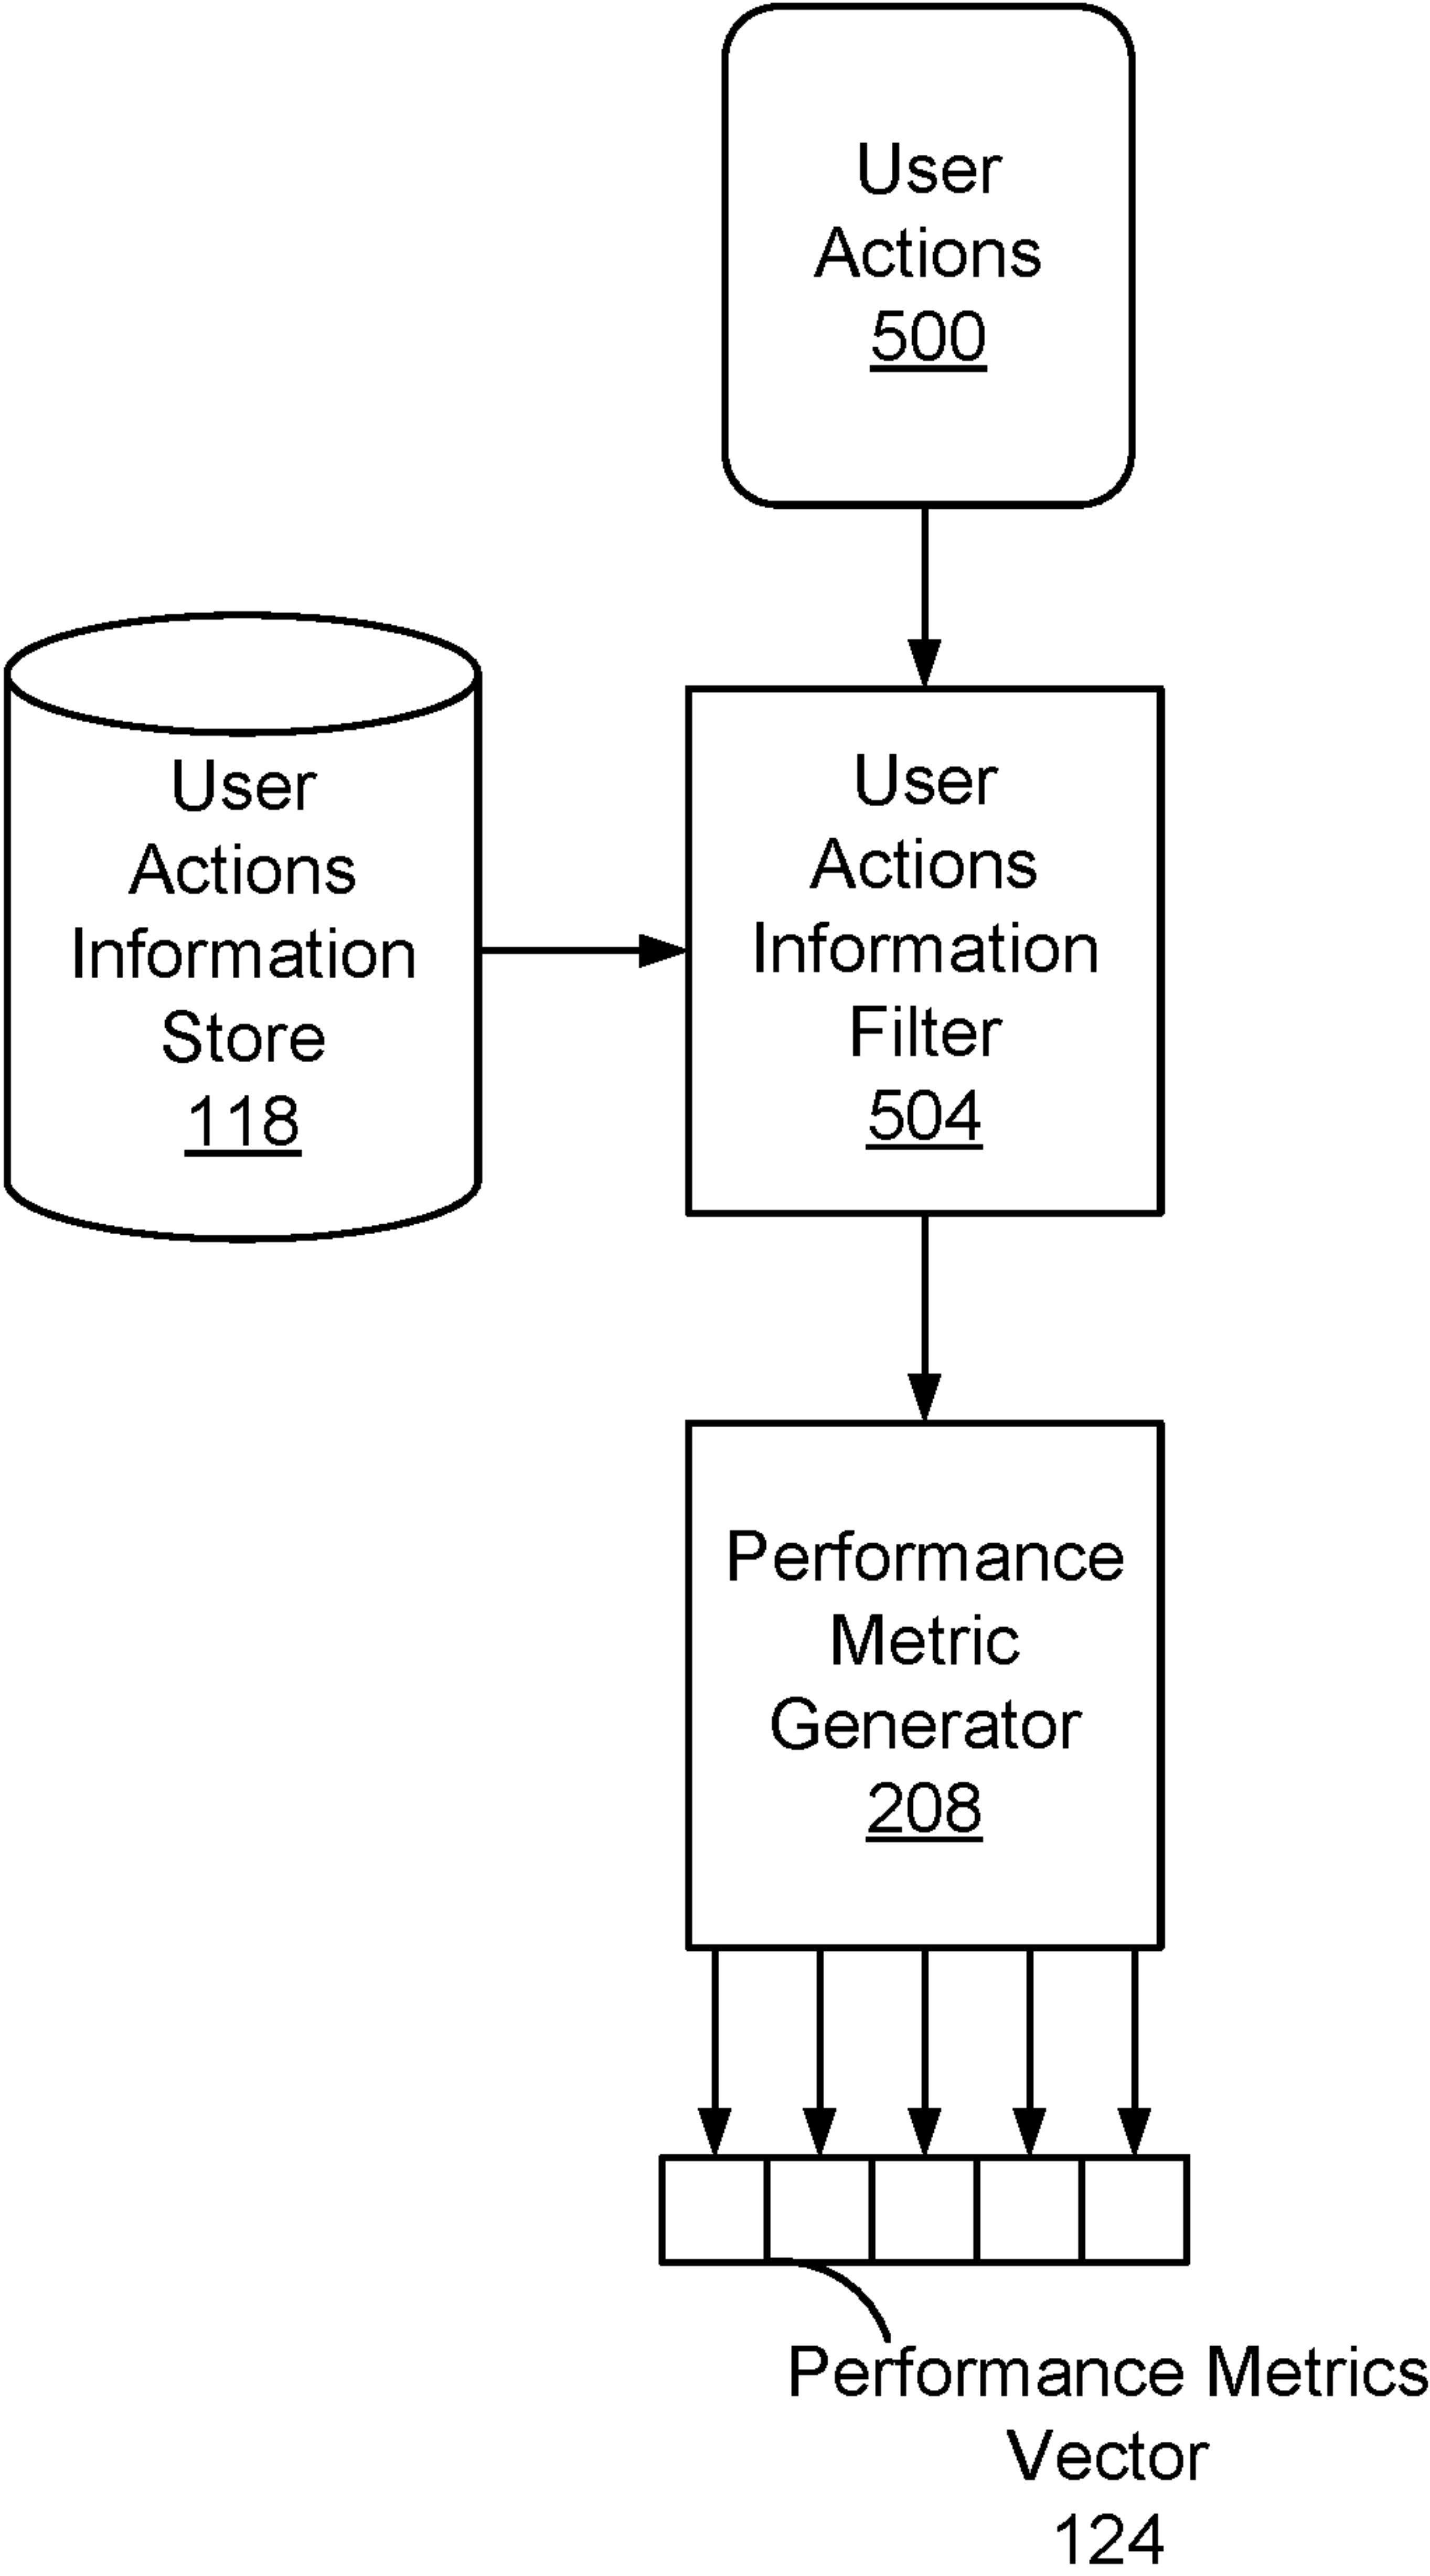 User
Actions
500
User
Actions
Information
Store
118
User
Actions
Information
Filter
504
Performance
Metric
Generator
208
Performance Metrics
Vector
124